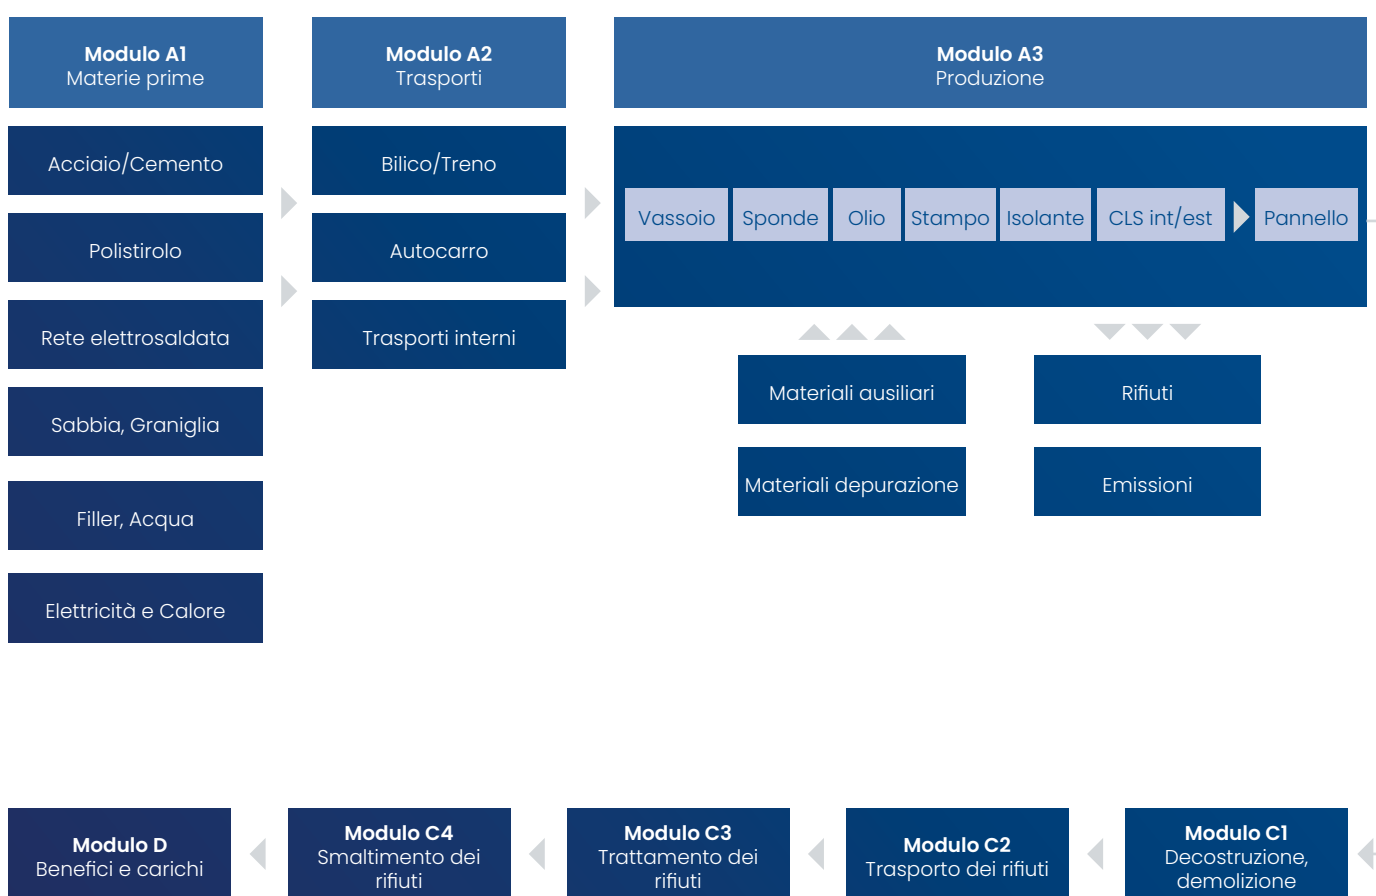 Modulo A1
Materie prime
Modulo A2
Trasporti
Modulo A3
Produzione
Acciaio/Cemento
Polistirolo
Rete elettrosaldata
Sabbia, Graniglia
Filler, Acqua
Elettricità e Calore
Bilico/Treno
Autocarro
Trasporti interni
Vassoio
Sponde
Olio
Stampo
Isolante
CLS int/est
Pannello
Materiali ausiliari
Materiali depurazione
Rifiuti
Emissioni
Modulo D
Benefici e carichi
Modulo C4
Smaltimento dei
rifiuti
Modulo C3
Trattamento dei
rifiuti
Modulo C2
Trasporto dei rifiuti
Modulo C1
Decostruzione,
demolizione